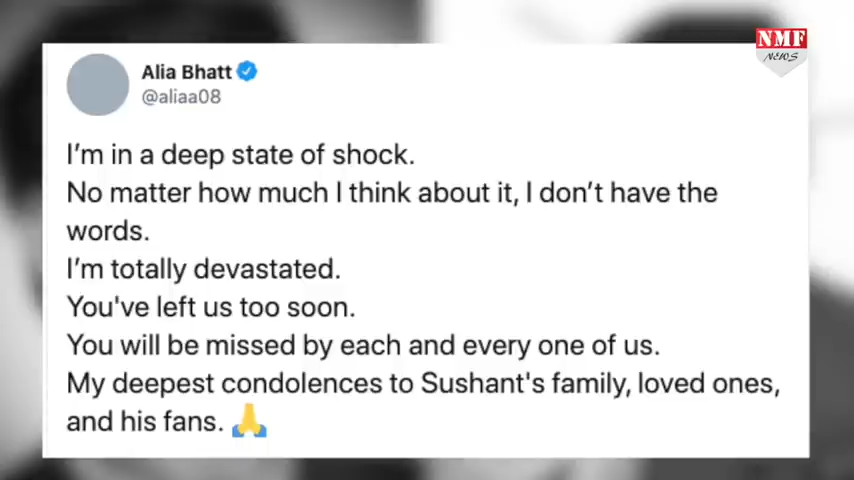 NMF
NEWS
Alia Bhatt
@aliaa08
I’m in a deep state of shock.
No matter how much I think about it, I don’t have the
words.
I’m totally devastated.
You've left us too soon.
You will be missed by each and every one of us.
My deepest condolences to Sushant's family, loved ones,
and his fans. 🙏